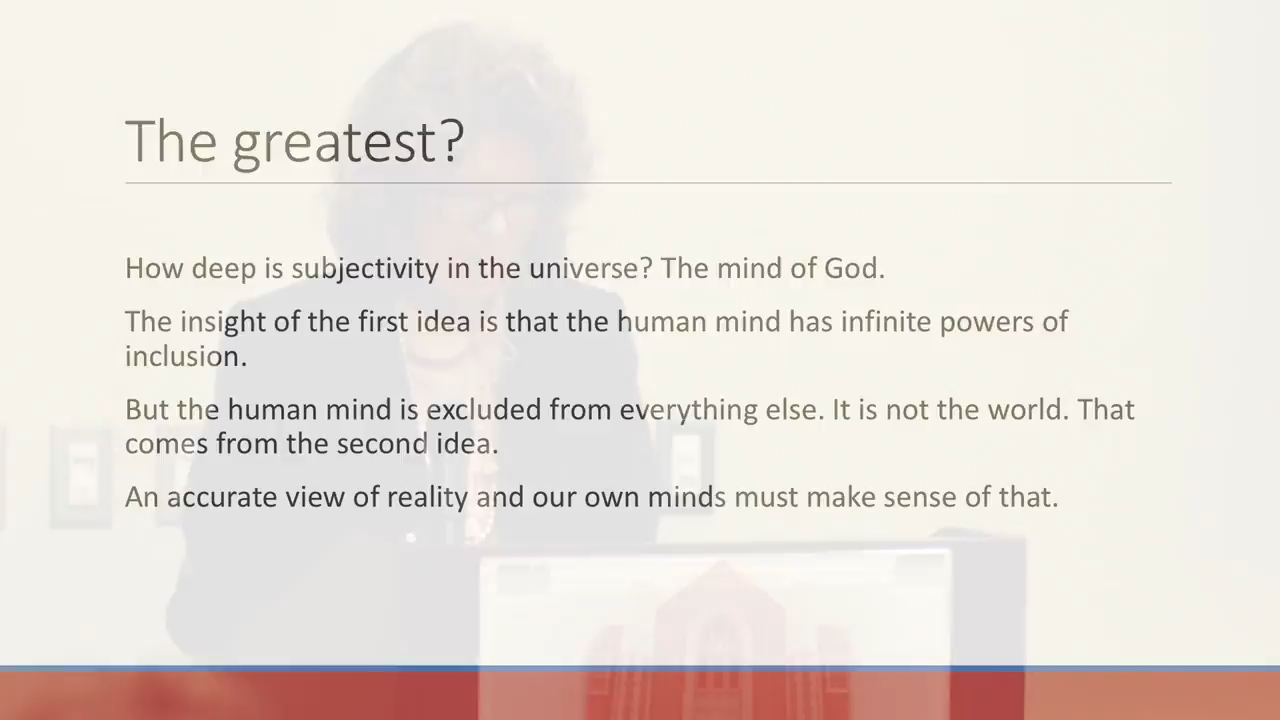 The greatest?
How deep is subjectivity in the universe? The mind of God.
The insight of the first idea is that the human mind has infinite powers of
inclusion.
But the human mind is excluded from everything else. It is not the world. That
comes from the second idea.
An accurate view of reality and our own minds must make sense of that.